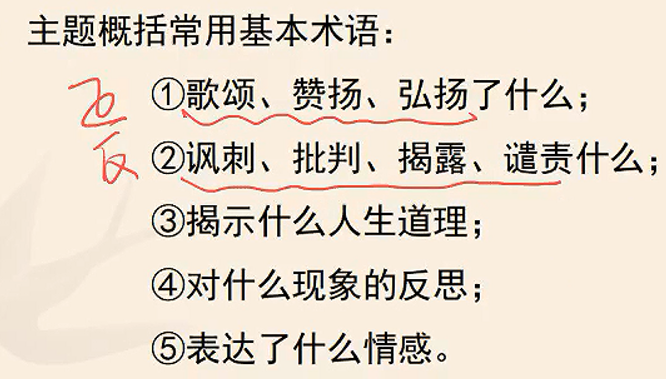 主题概括常用基本术语：
正 ①歌颂、赞扬、弘扬了什么；
反 ②讽刺、批判、揭露、谴责什么；
③揭示什么人生道理；
④对什么现象的反思；
⑤表达了什么情感。